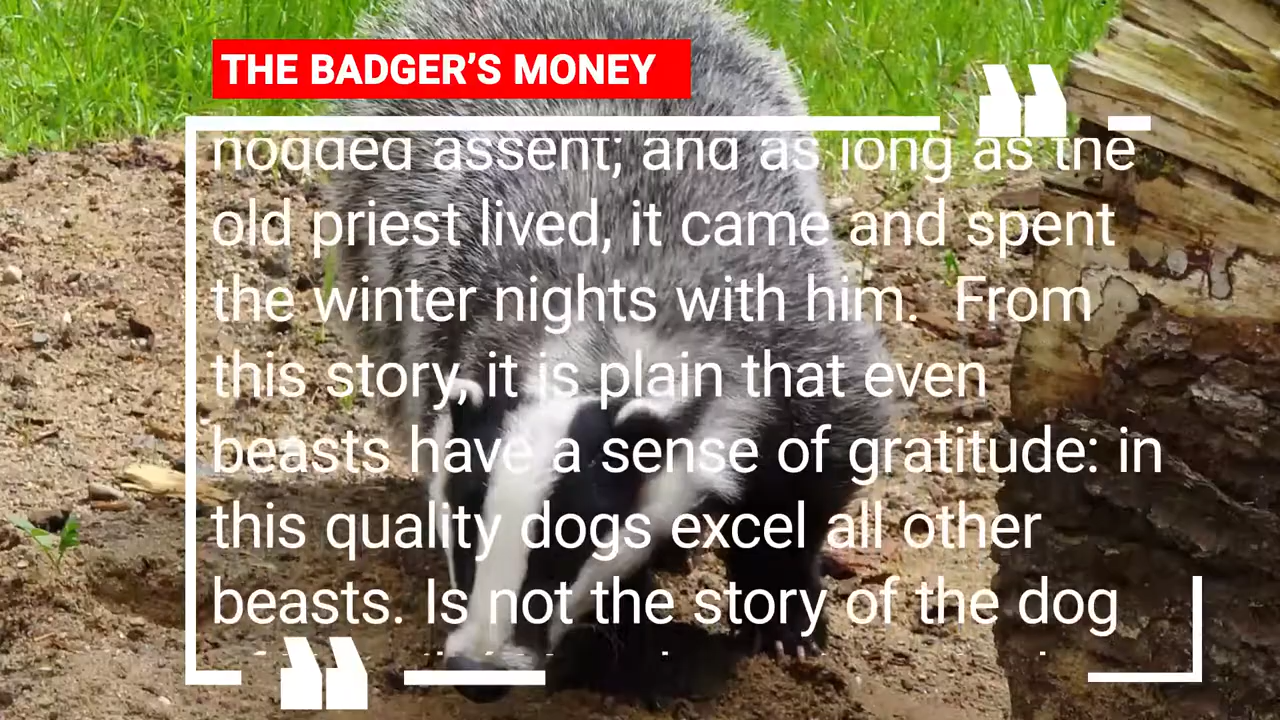 THE BADGER’S MONEY
nodded assent; and as long as the
old priest lived, it came and spent
the winter nights with him. From
this story, it is plain that even
beasts have a sense of gratitude: in
this quality dogs excel all other
beasts. Is not the story of the dog